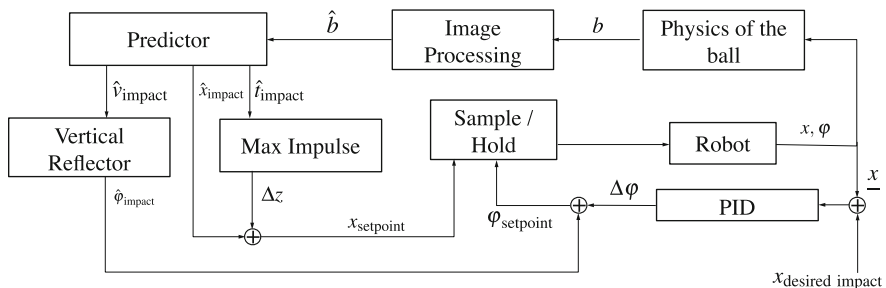 Predictor
b̂
Image
Processing
b
Physics of the
ball
v̂impact
x̂impact
t̂impact
Vertical
Reflector
Max Impulse
Sample /
Hold
Robot
x, φ
φ̂impact
Δz
xsetpoint
φsetpoint
Δφ
PID
x
xdesired impact